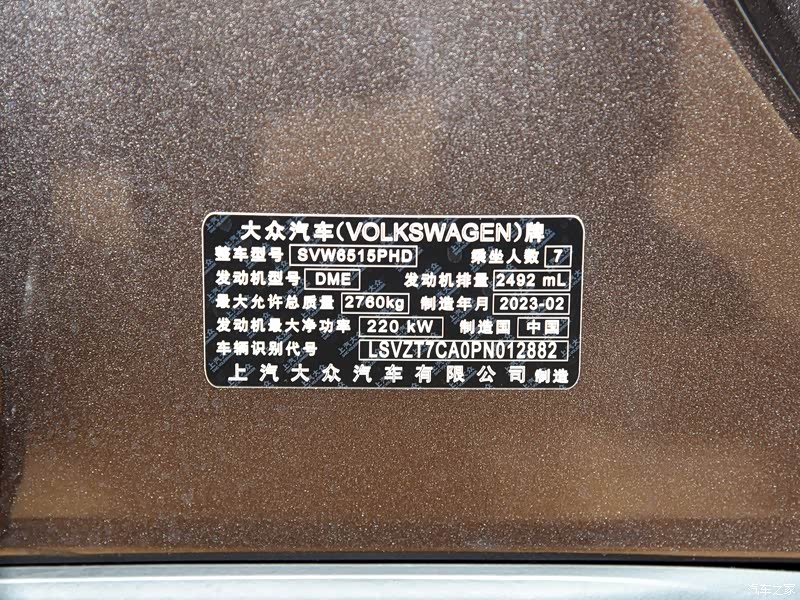 大众汽车(VOLKSWAGEN)牌
整车型号 SVW6515PHD 乘坐人数 7
发动机型号 DME 发动机排量 2492 mL
最大允许总质量 2760kg 制造年月 2023-02
发动机最大净功率 220 kW 制造国 中国
车辆识别代号 LSVZT7CA0PN012882
上汽大众汽车有限公司 制造
汽车之家